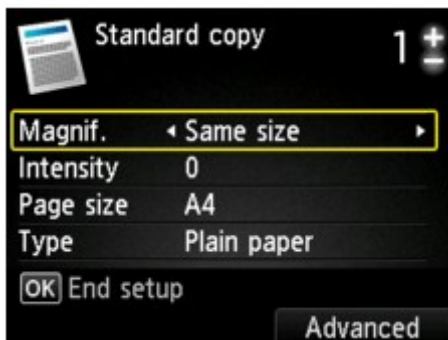 Standard copy
1 ±
Magnif. Same size
Intensity 0
Page size A4
Type Plain paper
OK End setup
Advanced